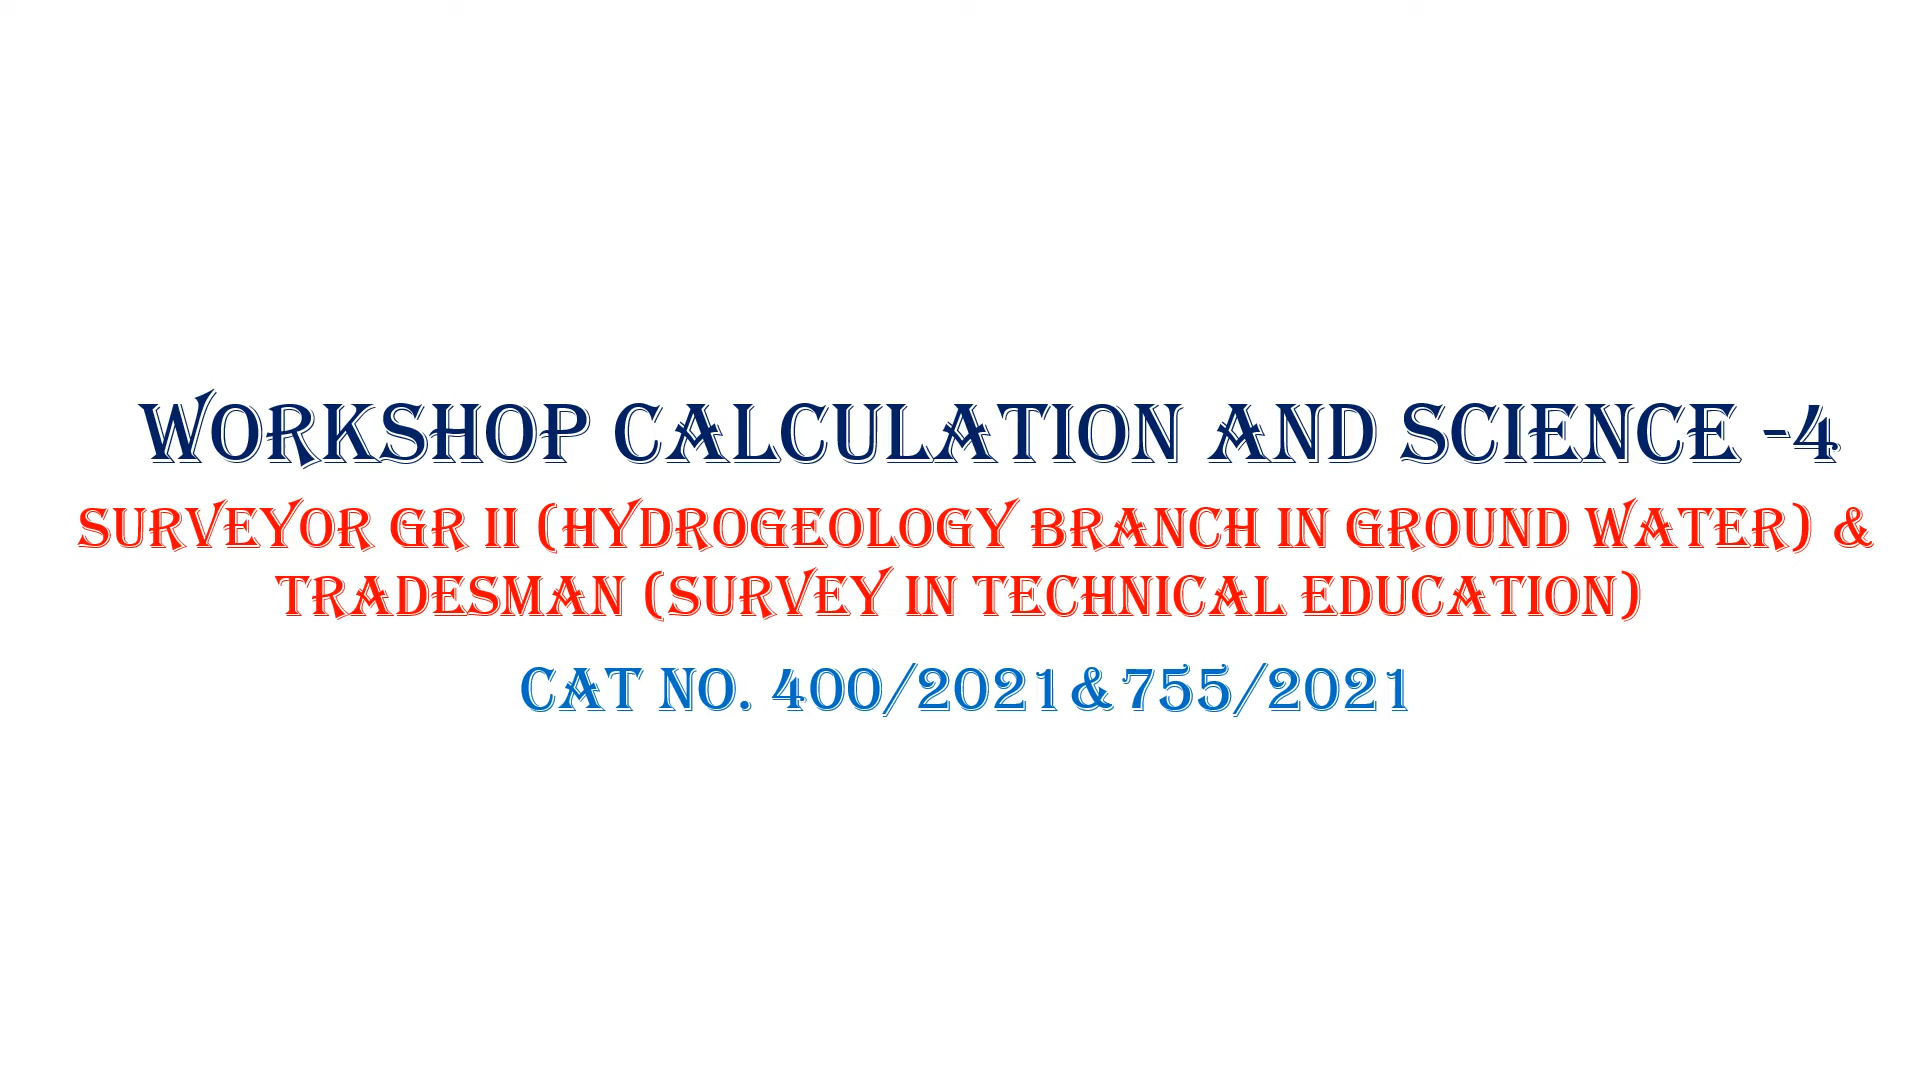 WORKSHOP CALCULATION AND SCIENCE -4
SURVEYOR GR II (HYDROGEOLOGY BRANCH IN GROUND WATER) &
TRADESMAN (SURVEY IN TECHNICAL EDUCATION)
CAT NO. 400/2021 & 755/2021